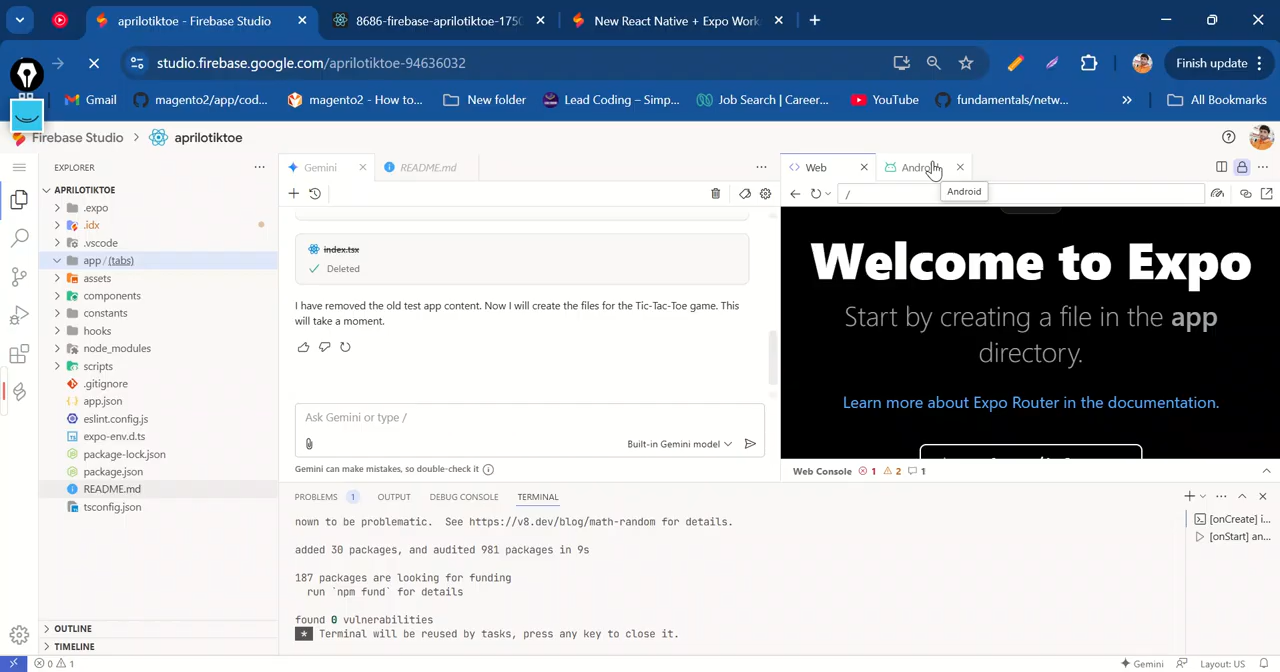 aprilotiktoe - Firebase Studio
8686-firebase-aprilotiktoe-175
New React Native + Expo Work
studio.firebase.google.com/aprilotiktoe-94636032
Finish update
Gmail
magento2/app/cod...
magento2 - How to...
New folder
Lead Coding – Simp...
Job Search | Career...
YouTube
fundamentals/netw...
All Bookmarks
Firebase Studio
aprilotiktoe
EXPLORER
APRILOTIKTOE
.expo
.idx
.vscode
app / (tabs)
assets
components
constants
hooks
node_modules
scripts
.gitignore
app.json
eslint.config.js
expo-env.d.ts
package-lock.json
package.json
README.md
tsconfig.json
OUTLINE
TIMELINE
Gemini
README.md
index.tsx
Deleted
I have removed the old test app content. Now I will create the files for the Tic-Tac-Toe game. This
will take a moment.
Ask Gemini or type /
Built-in Gemini model
Gemini can make mistakes, so double-check it
Web
Android
/
Android
Welcome to Expo
Start by creating a file in the app
directory.
Learn more about Expo Router in the documentation.
Web Console 1 2 1
PROBLEMS 1 OUTPUT DEBUG CONSOLE TERMINAL
nown to be problematic.  See https://v8.dev/blog/math-random for details.
added 30 packages, and audited 981 packages in 9s
187 packages are looking for funding
run `npm fund` for details
found 0 vulnerabilities
* Terminal will be reused by tasks, press any key to close it.
[onCreate] i...
[onStart] an...
0 1
Gemini
Layout: US